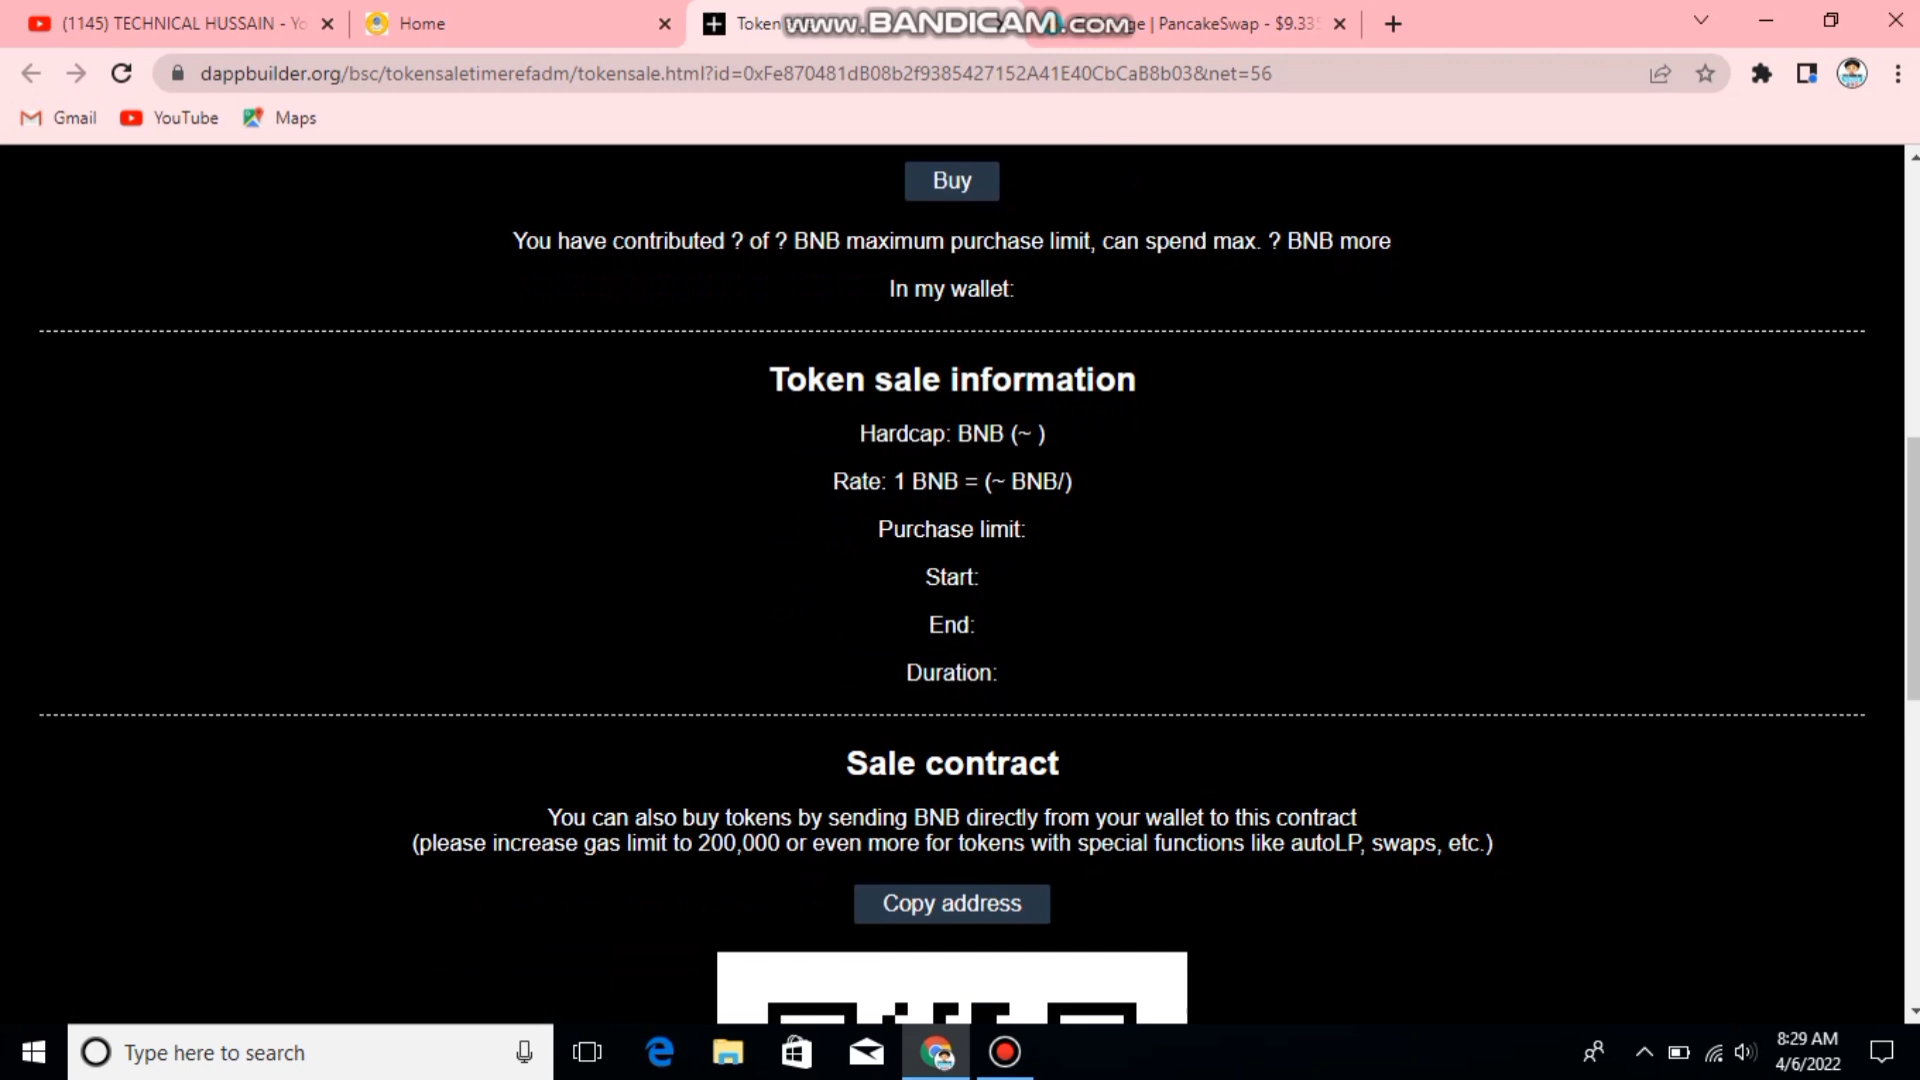 (1145) TECHNICAL HUSSAIN - Yo
Home
Token
www.BANDICAM.com
ge | PancakeSwap - $9.33
dappbuilder.org/bsc/tokensaletimerefadm/tokensale.html?id=0xFe870481dB08b2f9385427152A41E40CbCaB8b03&net=56
Gmail
YouTube
Maps
Buy
You have contributed ? of ? BNB maximum purchase limit, can spend max. ? BNB more
In my wallet:
Token sale information
Hardcap: BNB (~ )
Rate: 1 BNB = (~ BNB/)
Purchase limit:
Start:
End:
Duration:
Sale contract
You can also buy tokens by sending BNB directly from your wallet to this contract
(please increase gas limit to 200,000 or even more for tokens with special functions like autoLP, swaps, etc.)
Copy address
Type here to search
8:29 AM
4/6/2022